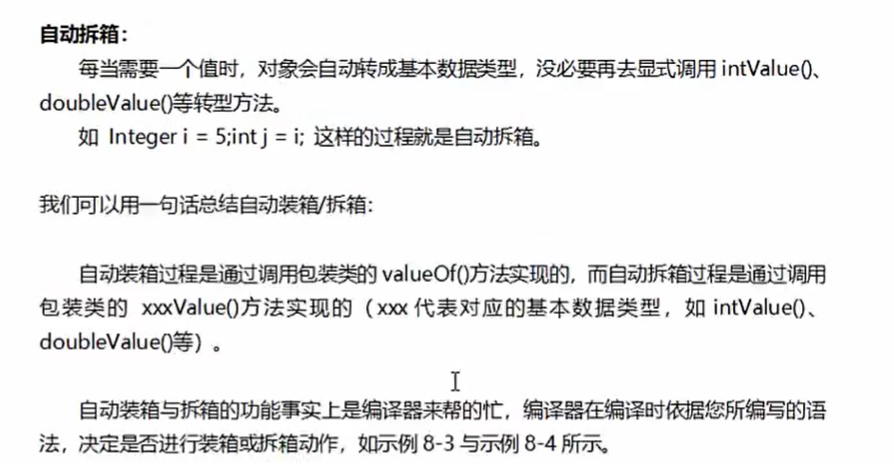 自动拆箱：
每当需要一个值时，对象会自动转成基本数据类型，没必要再去显式调用 intValue()、
doubleValue()等转型方法。
如 Integer i = 5;int j = i; 这样的过程就是自动拆箱。
我们可以用一句话总结自动装箱/拆箱：
自动装箱过程是通过调用包装类的 valueOf()方法实现的，而自动拆箱过程是通过调用
包装类的 xxxValue()方法实现的（xxx 代表对应的基本数据类型，如 intValue()、
doubleValue()等）。
自动装箱与拆箱的功能事实上是编译器来帮的忙，编译器在编译时依据您所编写的语
法，决定是否进行装箱或拆箱动作，如示例 8-3 与示例 8-4 所示。